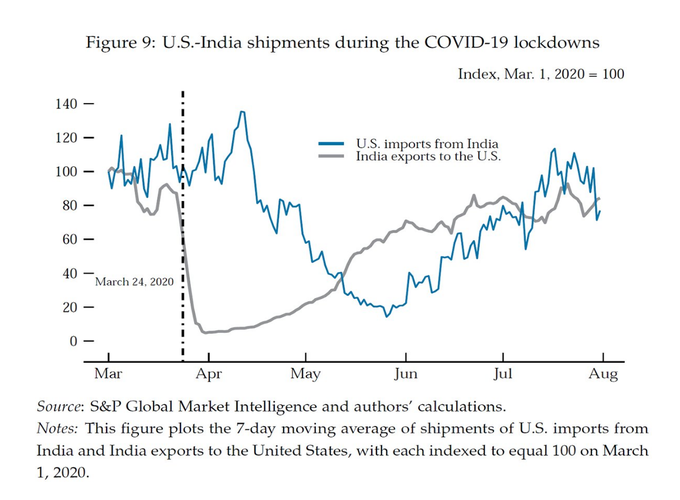 Figure 9: U.S.-India shipments during the COVID-19 lockdowns
Index, Mar. 1, 2020 = 100
140
120
100
80
60
40
20
0
U.S. imports from India
India exports to the U.S.
March 24, 2020
Mar
Apr
May
Jun
Jul
Aug
Source: S&P Global Market Intelligence and authors' calculations.
Notes: This figure plots the 7-day moving average of shipments of U.S. imports from
India and India exports to the United States, with each indexed to equal 100 on March
1, 2020.